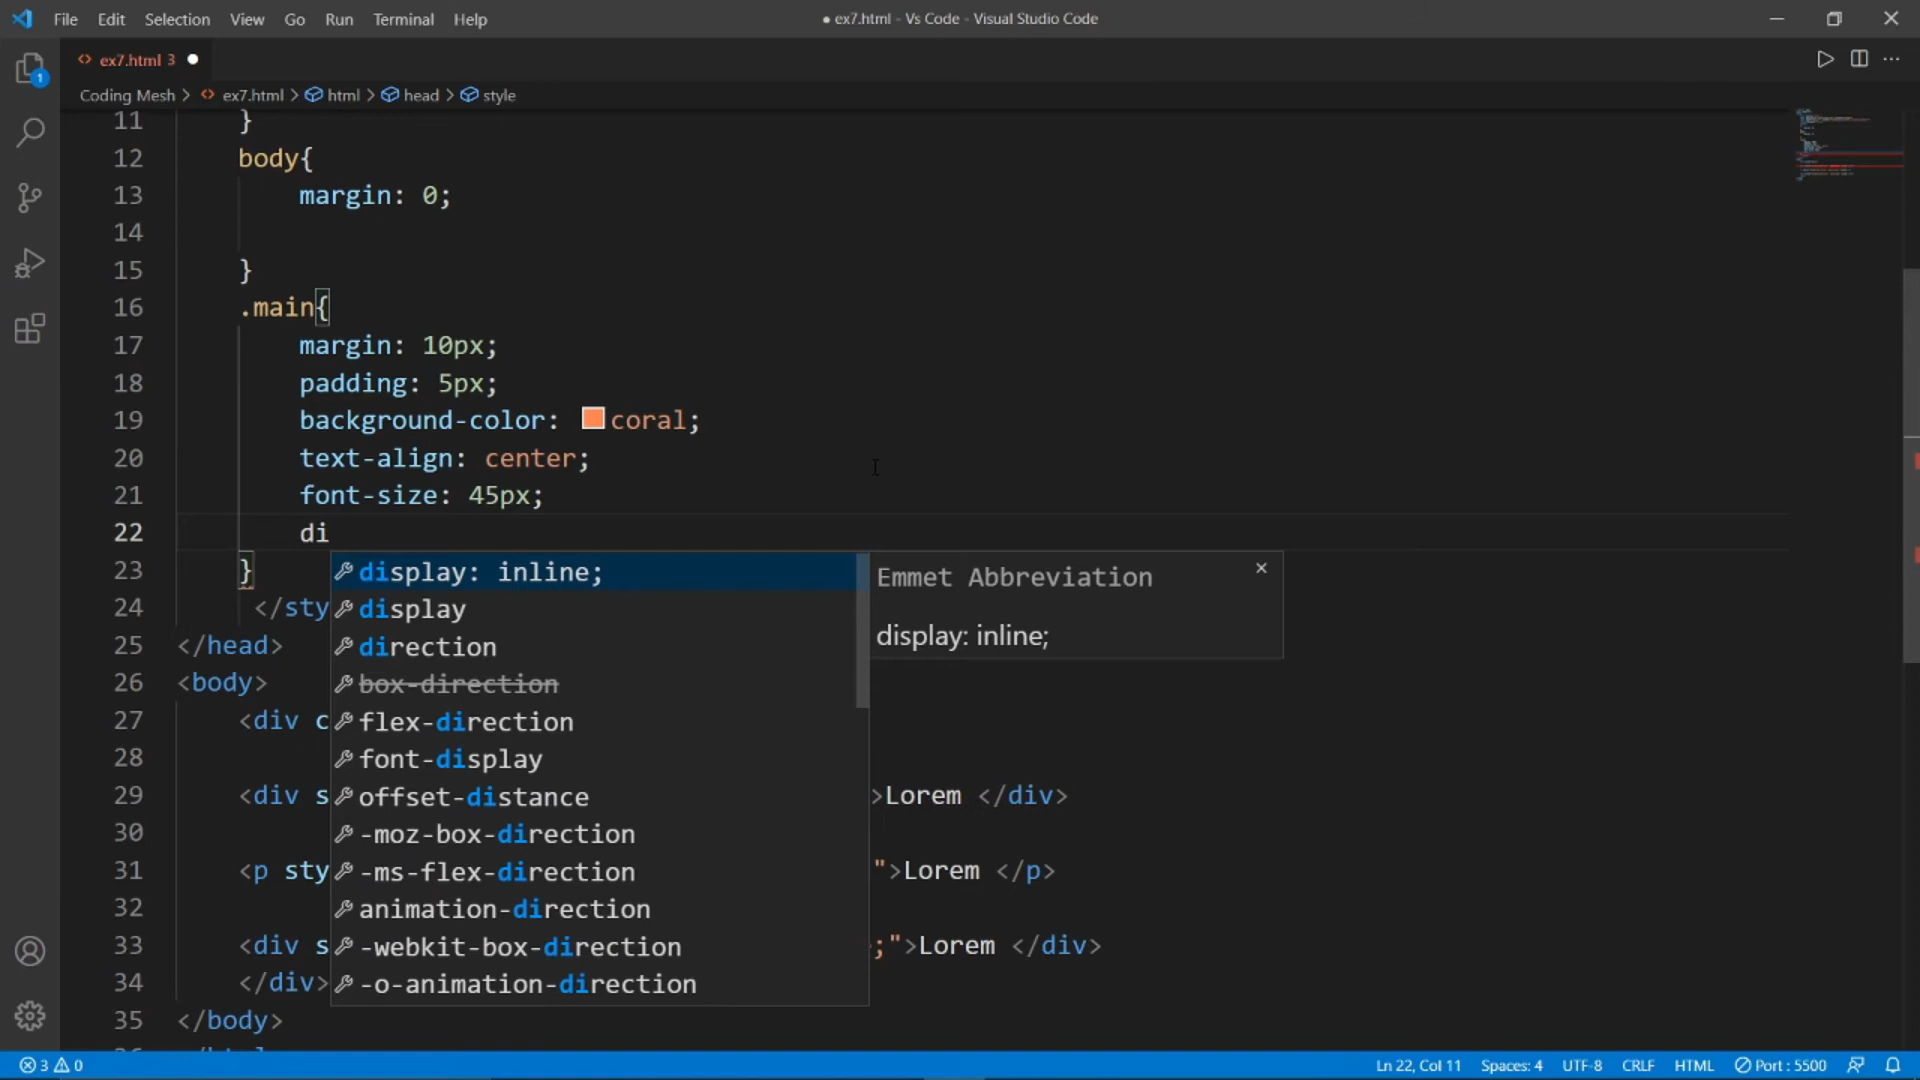 File Edit Selection View Go Run Terminal Help
● ex7.html - Vs Code - Visual Studio Code
ex7.html 3
Coding Mesh > ex7.html > html > head > style
11 }
12 body{
13 margin: 0;
14
15 }
16 .main{
17 margin: 10px;
18 padding: 5px;
19 background-color: coral;
20 text-align: center;
21 font-size: 45px;
22 di
23 }
24 </sty
25 </head>
26 <body>
27 <div c
28
29 <div s >Lorem </div>
30
31 <p sty ">Lorem </p>
32
33 <div s ;">Lorem </div>
34 </div>
35 </body>
display: inline;
display
direction
box-direction
flex-direction
font-display
offset-distance
-moz-box-direction
-ms-flex-direction
animation-direction
-webkit-box-direction
-o-animation-direction
Emmet Abbreviation
display: inline;
1
3 0
Ln 22, Col 11 Spaces: 4 UTF-8 CRLF HTML Port : 5500